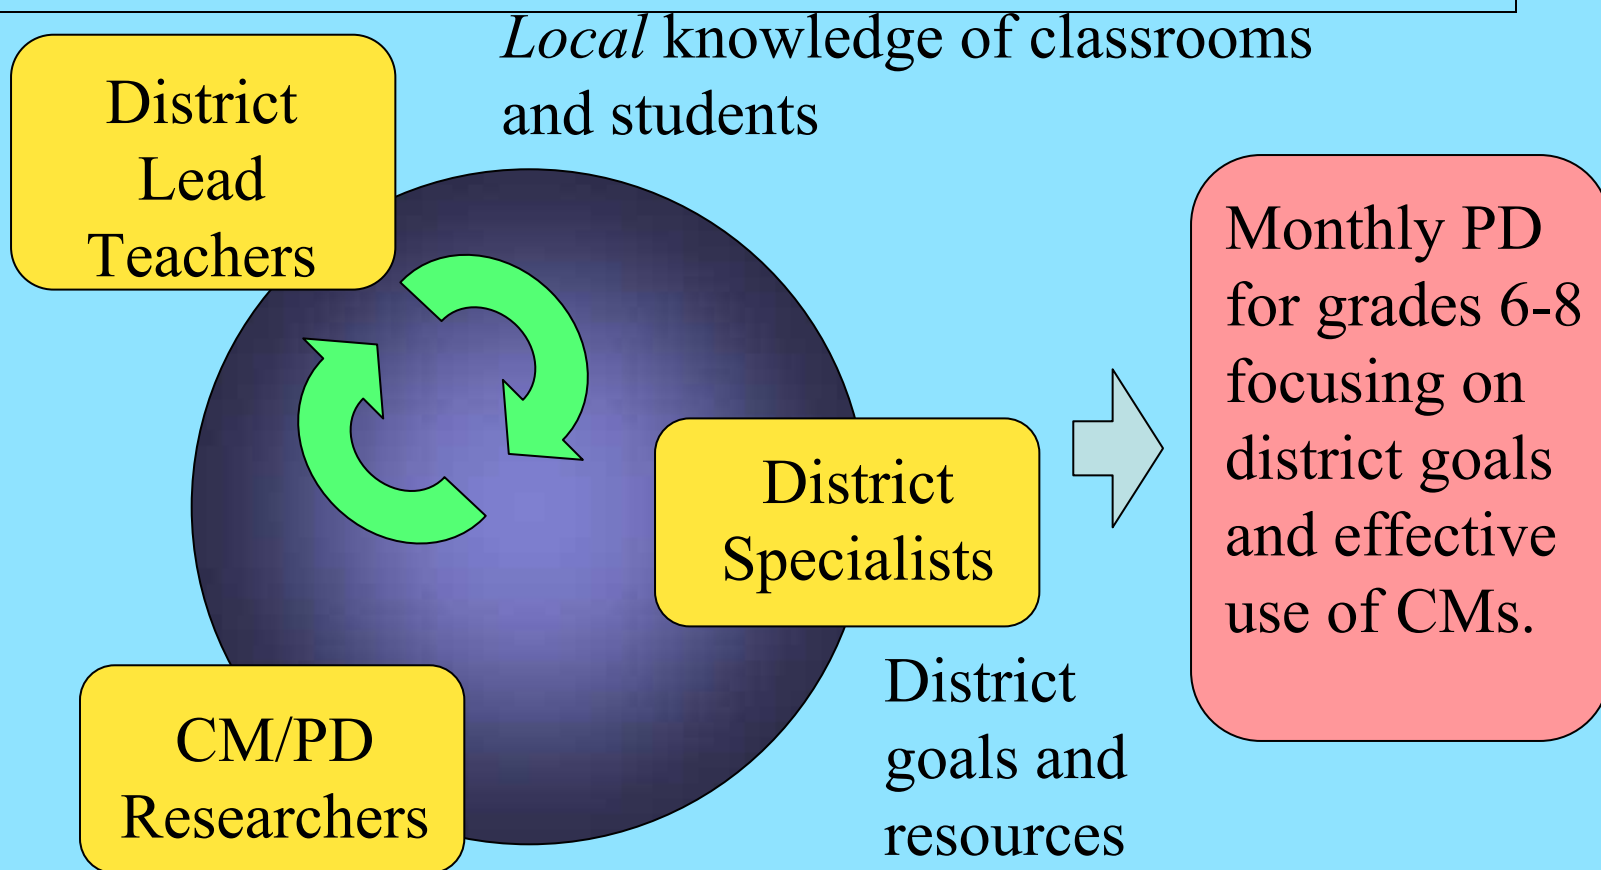 Local knowledge of classrooms
and students
District
Lead
Teachers
Monthly PD
for grades 6-8
focusing on
district goals
and effective
use of CMs.
District
Specialists
District
goals and
resources
CM/PD
Researchers